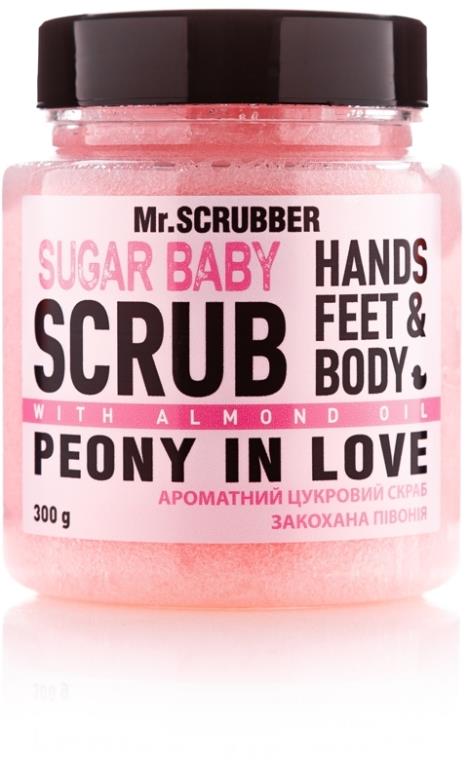 Mr.SCRUBBER
SUGAR BABY
SCRUB
HANDS
FEET &
BODY
WITH ALMOND OIL
PEONY IN LOVE
АРОМАТНИЙ ЦУКРОВИЙ СКРАБ
ЗАКОХАНА ПІВОНІЯ
300 g